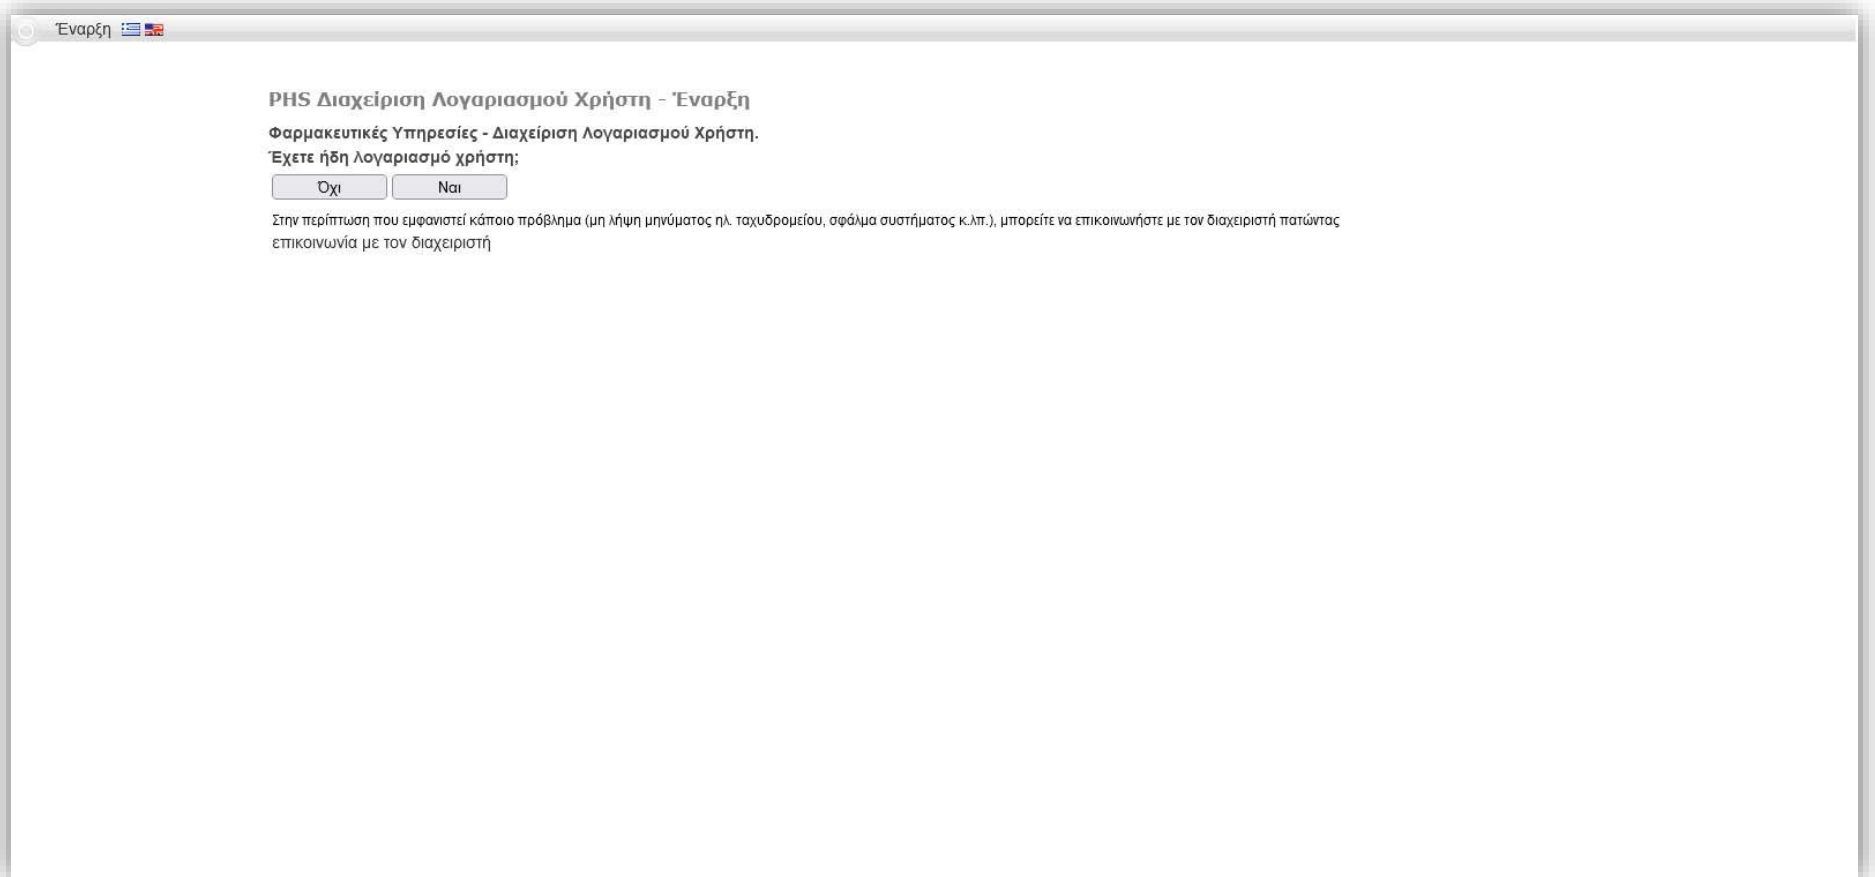 Έναρξη
PHS Διαχείριση Λογαριασμού Χρήστη - Έναρξη
Φαρμακευτικές Υπηρεσίες - Διαχείριση Λογαριασμού Χρήστη.
Έχετε ήδη λογαριασμό χρήστη;
Όχι Ναι
Στην περίπτωση που εμφανιστεί κάποιο πρόβλημα (μη λήψη μηνύματος ηλ. ταχυδρομείου, σφάλμα συστήματος κ.λπ.), μπορείτε να επικοινωνήστε με τον διαχειριστή πατώντας
επικοινωνία με τον διαχειριστή